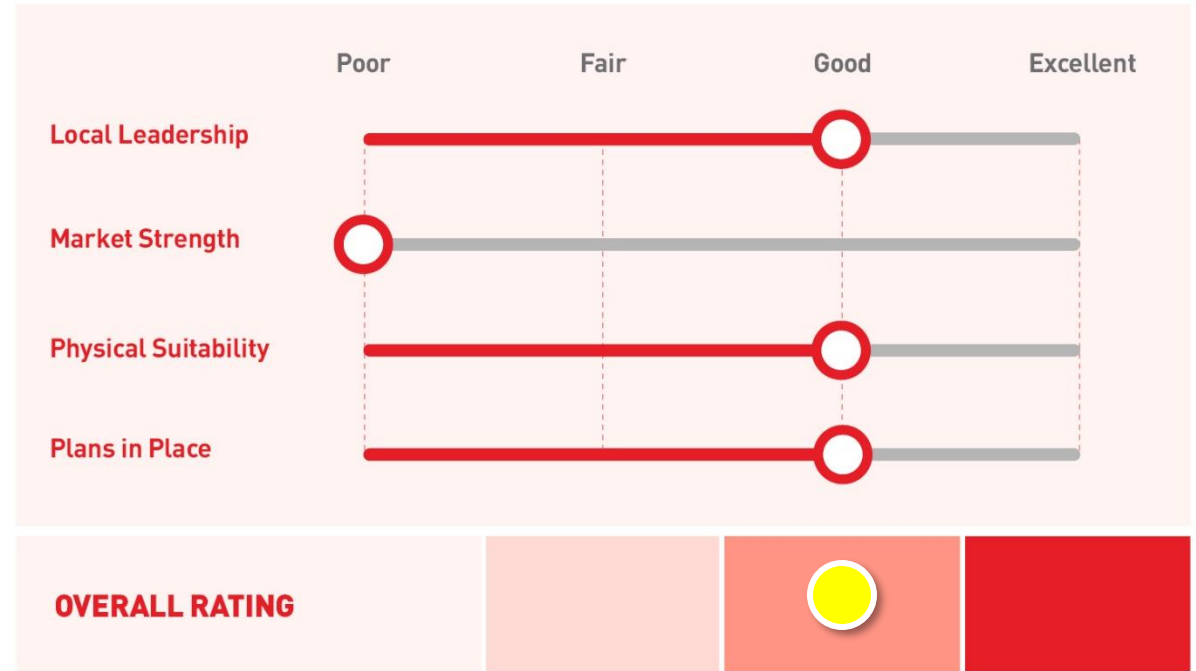 Poor Fair Good Excellent
Local Leadership
Market Strength
Physical Suitability
Plans in Place
OVERALL RATING